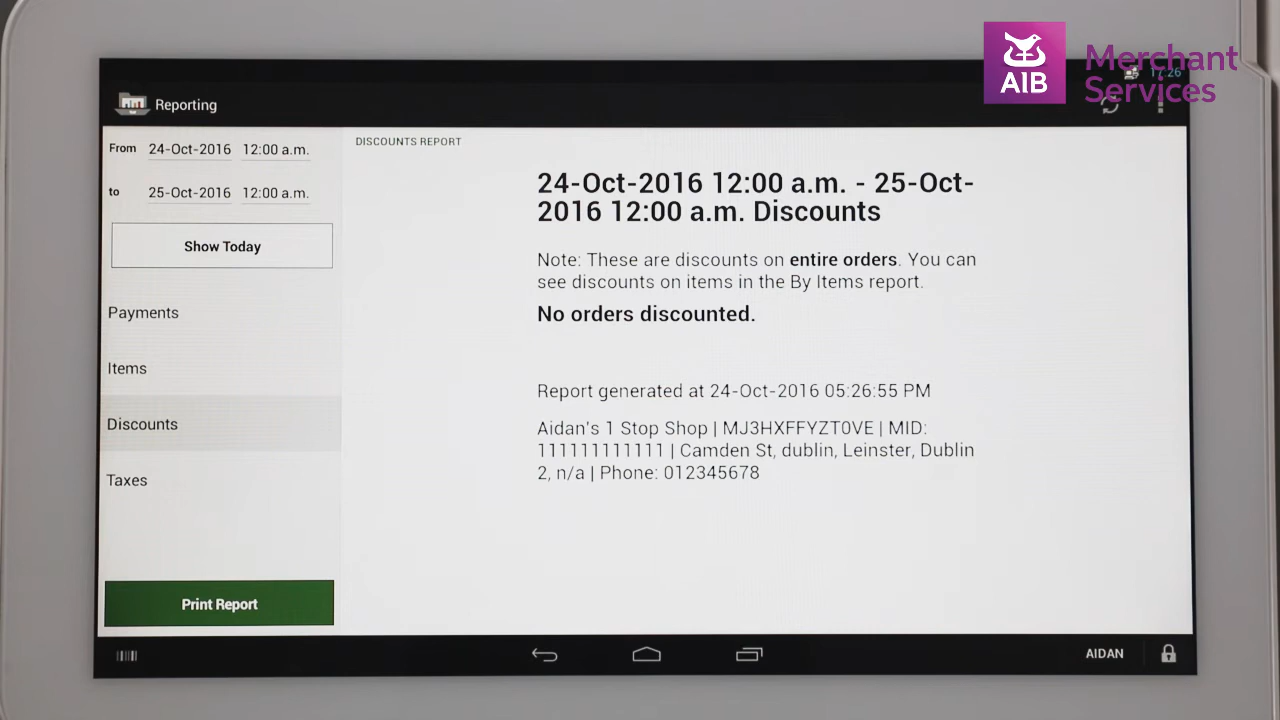 AIB
Merchant
Services
17:26
Reporting
From 24-Oct-2016 12:00 a.m.
to 25-Oct-2016 12:00 a.m.
Show Today
Payments
Items
Discounts
Taxes
Print Report
DISCOUNTS REPORT
24-Oct-2016 12:00 a.m. - 25-Oct-
2016 12:00 a.m. Discounts
Note: These are discounts on entire orders. You can
see discounts on items in the By Items report.
No orders discounted.
Report generated at 24-Oct-2016 05:26:55 PM
Aidan's 1 Stop Shop | MJ3HXFFYZT0VE | MID:
111111111111 | Camden St, dublin, Leinster, Dublin
2, n/a | Phone: 012345678
AIDAN